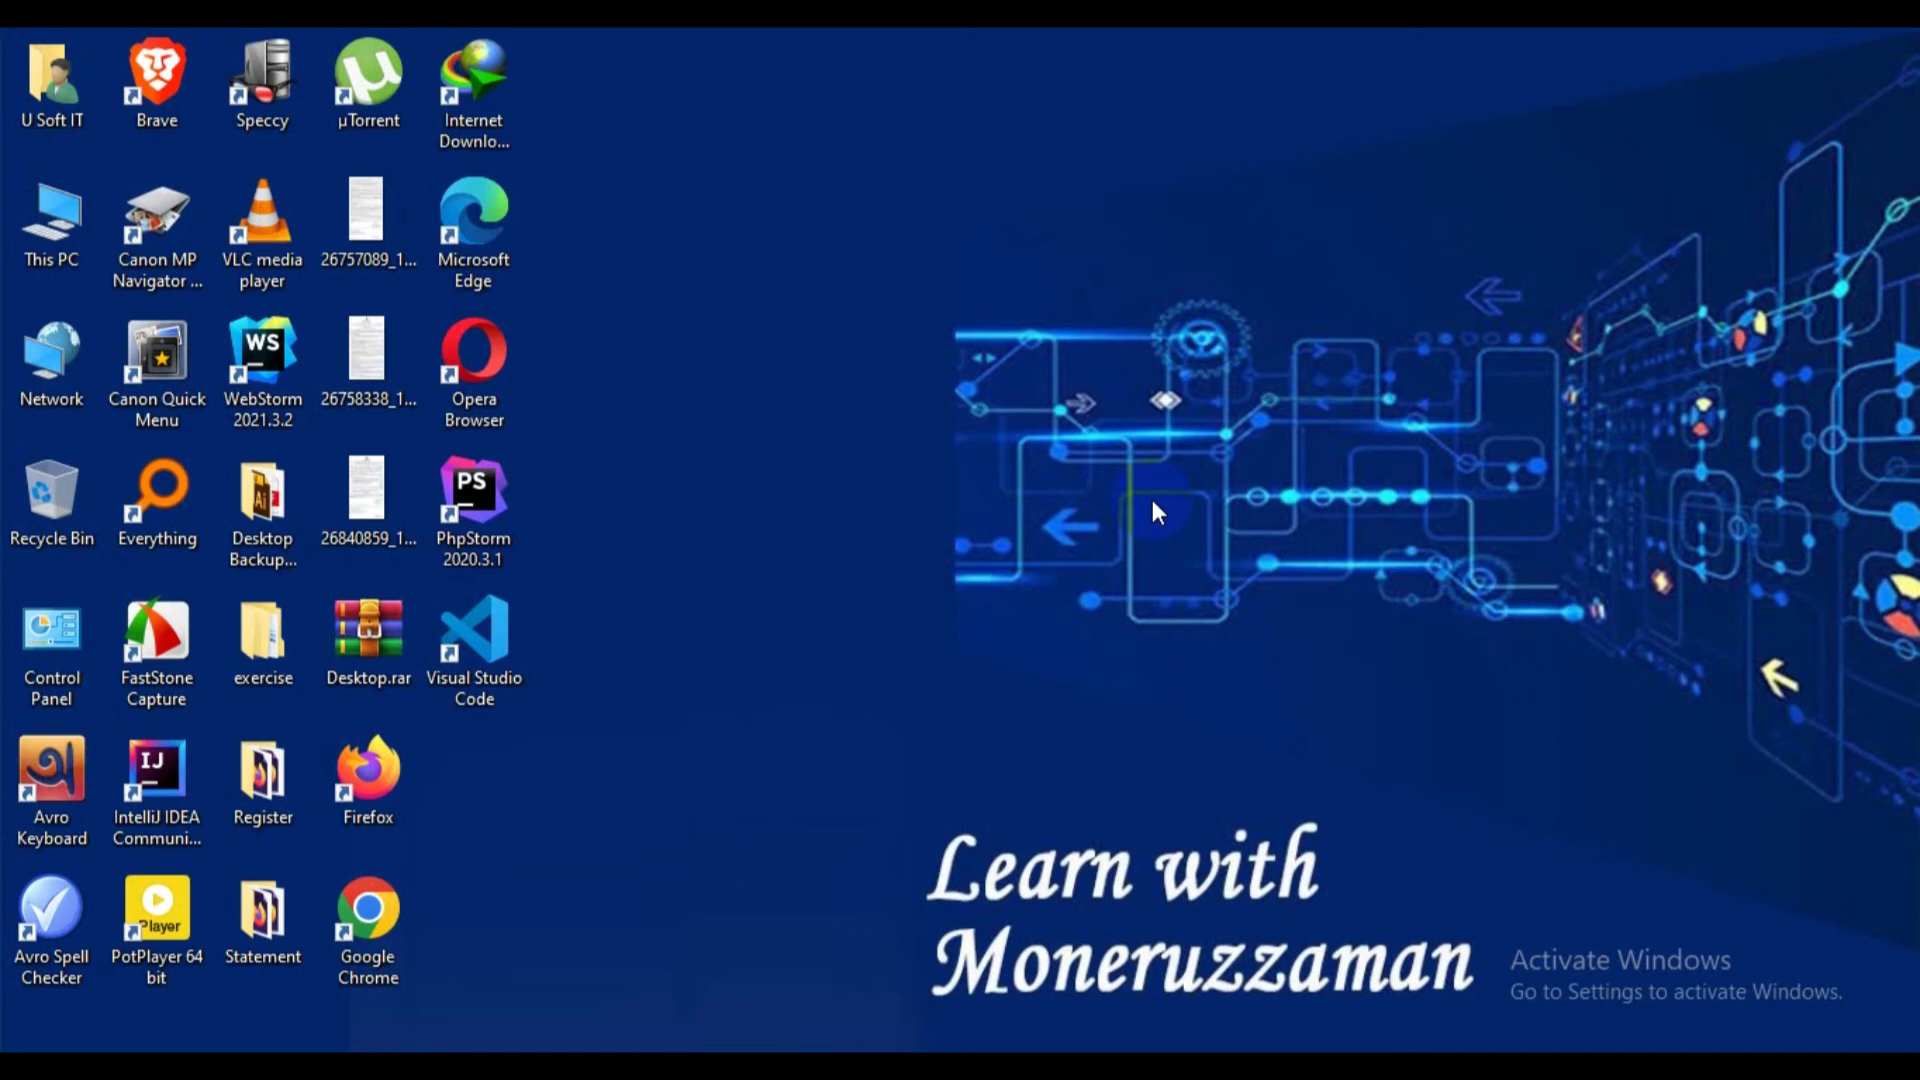 U Soft IT
Brave
Speccy
µTorrent
Internet
Downlo...
This PC
Canon MP
Navigator ...
VLC media
player
26757089_1...
Microsoft
Edge
Network
Canon Quick
Menu
WS
WebStorm
2021.3.2
26758338_1...
Opera
Browser
Recycle Bin
Everything
Ai
Desktop
Backup...
26840859_1...
PS
PhpStorm
2020.3.1
Control
Panel
FastStone
Capture
exercise
Desktop.rar
Visual Studio
Code
অ
Avro
Keyboard
IJ
IntelliJ IDEA
Communi...
Register
Firefox
Avro Spell
Checker
Player
PotPlayer 64
bit
Statement
Google
Chrome
Learn with
Moneruzzaman
Activate Windows
Go to Settings to activate Windows.